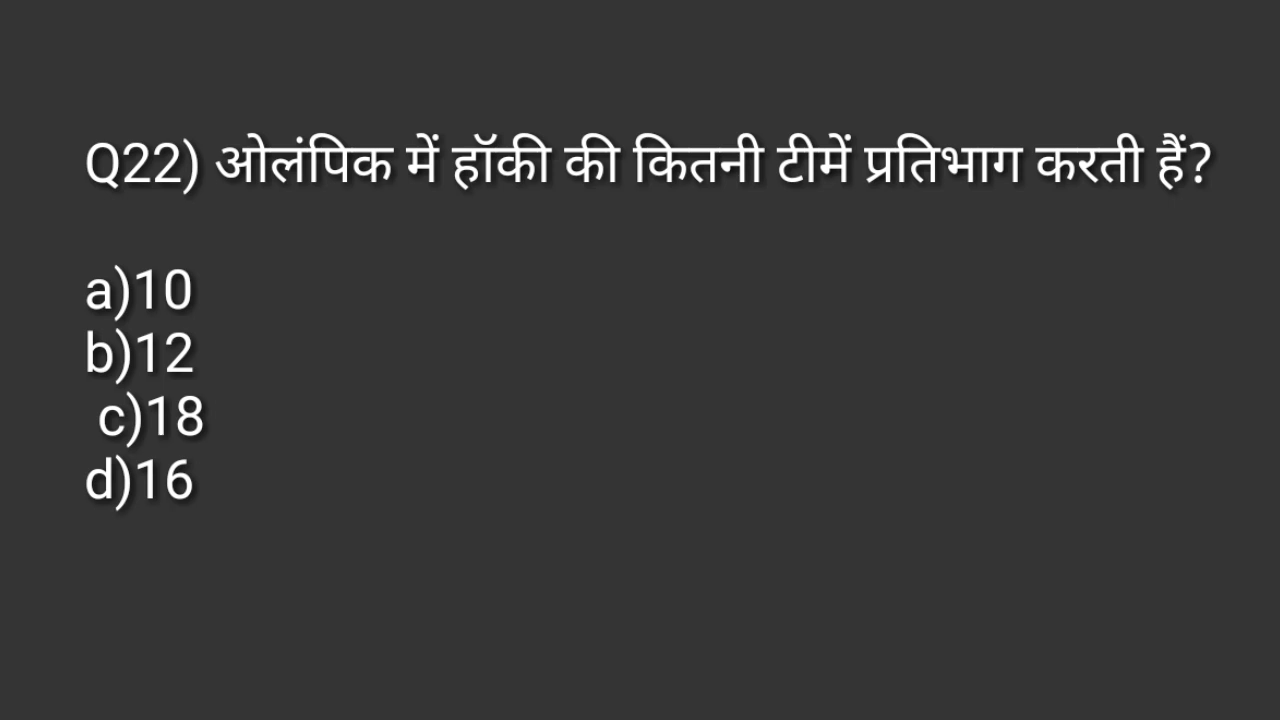 Q22) ओलंपिक में हॉकी की कितनी टीमें प्रतिभाग करती हैं?
a)10
b)12
c)18
d)16